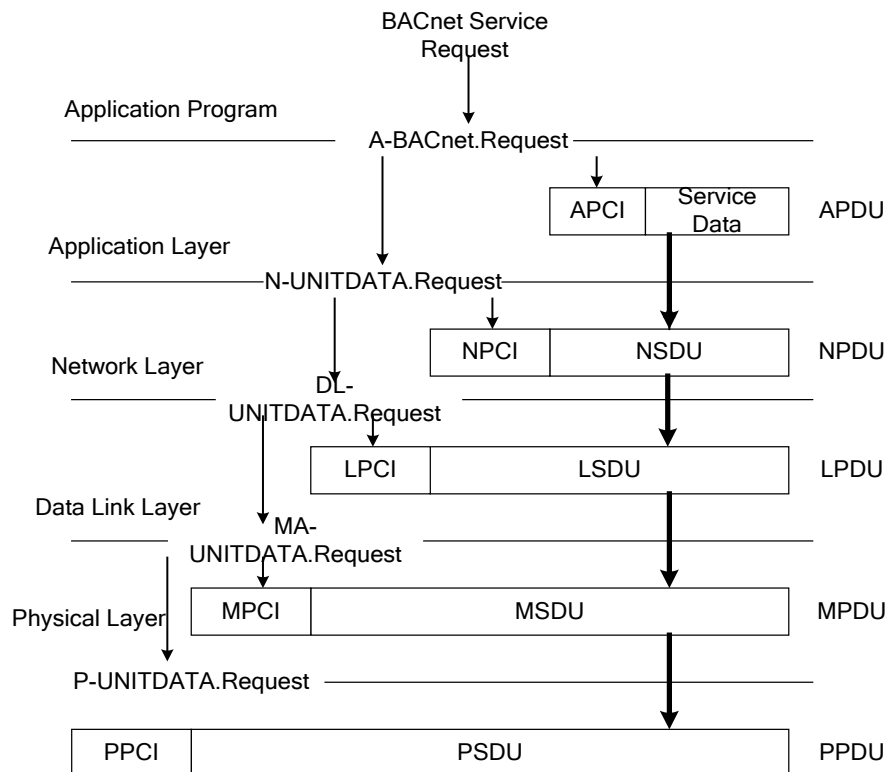 BACnet Service
Request
Application Program
A-BACnet.Request
APCI
Service
Data
APDU
Application Layer
N-UNITDATA.Request
NPCI
NSDU
NPDU
Network Layer
DL-
UNITDATA.Request
LPCI
LSDU
LPDU
Data Link Layer
MA-
UNITDATA.Request
MPCI
MSDU
MPDU
Physical Layer
P-UNITDATA.Request
PPCI
PSDU
PPDU